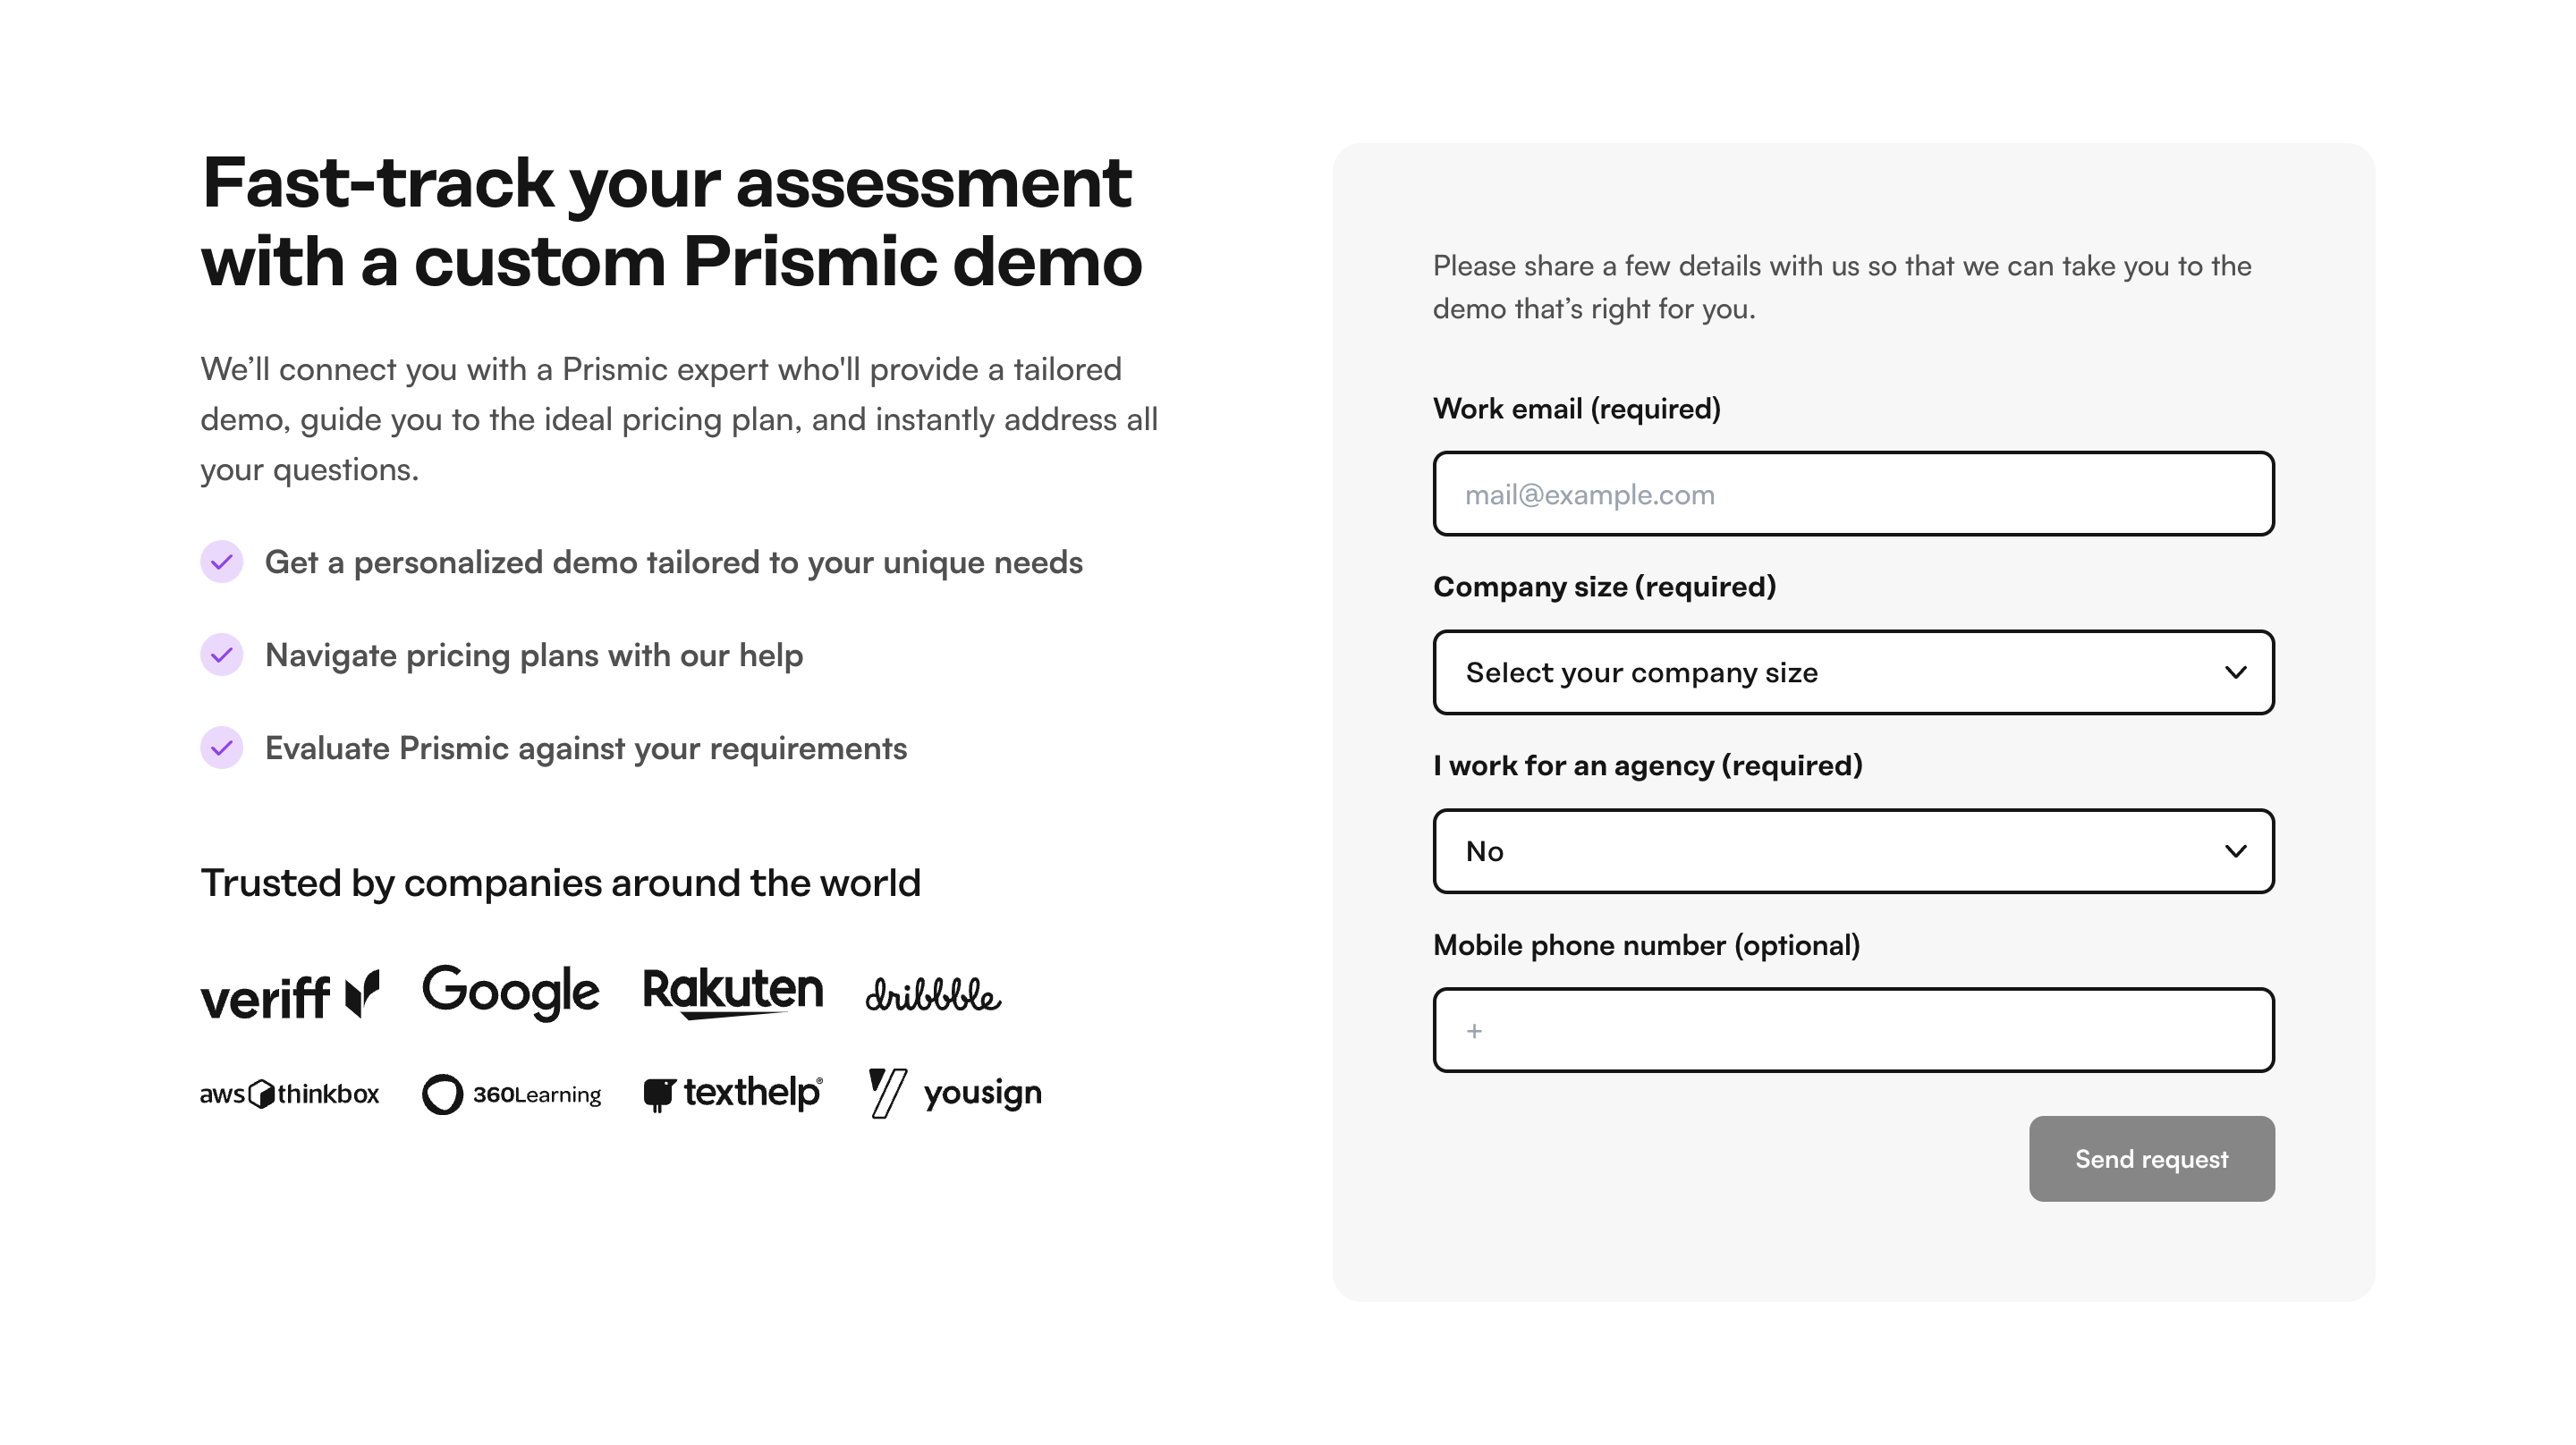 Fast-track your assessment
with a custom Prismic demo
We’ll connect you with a Prismic expert who'll provide a tailored
demo, guide you to the ideal pricing plan, and instantly address all
your questions.
Get a personalized demo tailored to your unique needs
Navigate pricing plans with our help
Evaluate Prismic against your requirements
Trusted by companies around the world
veriff Google Rakuten dribbble
aws thinkbox 360Learning texthelp® yousign
Please share a few details with us so that we can take you to the
demo that’s right for you.
Work email (required)
mail@example.com
Company size (required)
Select your company size
I work for an agency (required)
No
Mobile phone number (optional)
+
Send request